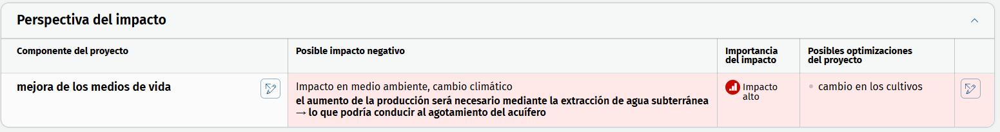 Perspectiva del impacto
Componente del proyecto
Posible impacto negativo
Importancia
del impacto
Posibles optimizaciones
del proyecto
mejora de los medios de vida
Impacto en medio ambiente, cambio climático
el aumento de la producción será necesario mediante la extracción de agua subterránea
→ lo que podría conducir al agotamiento del acuífero
Impacto
alto
cambio en los cultivos